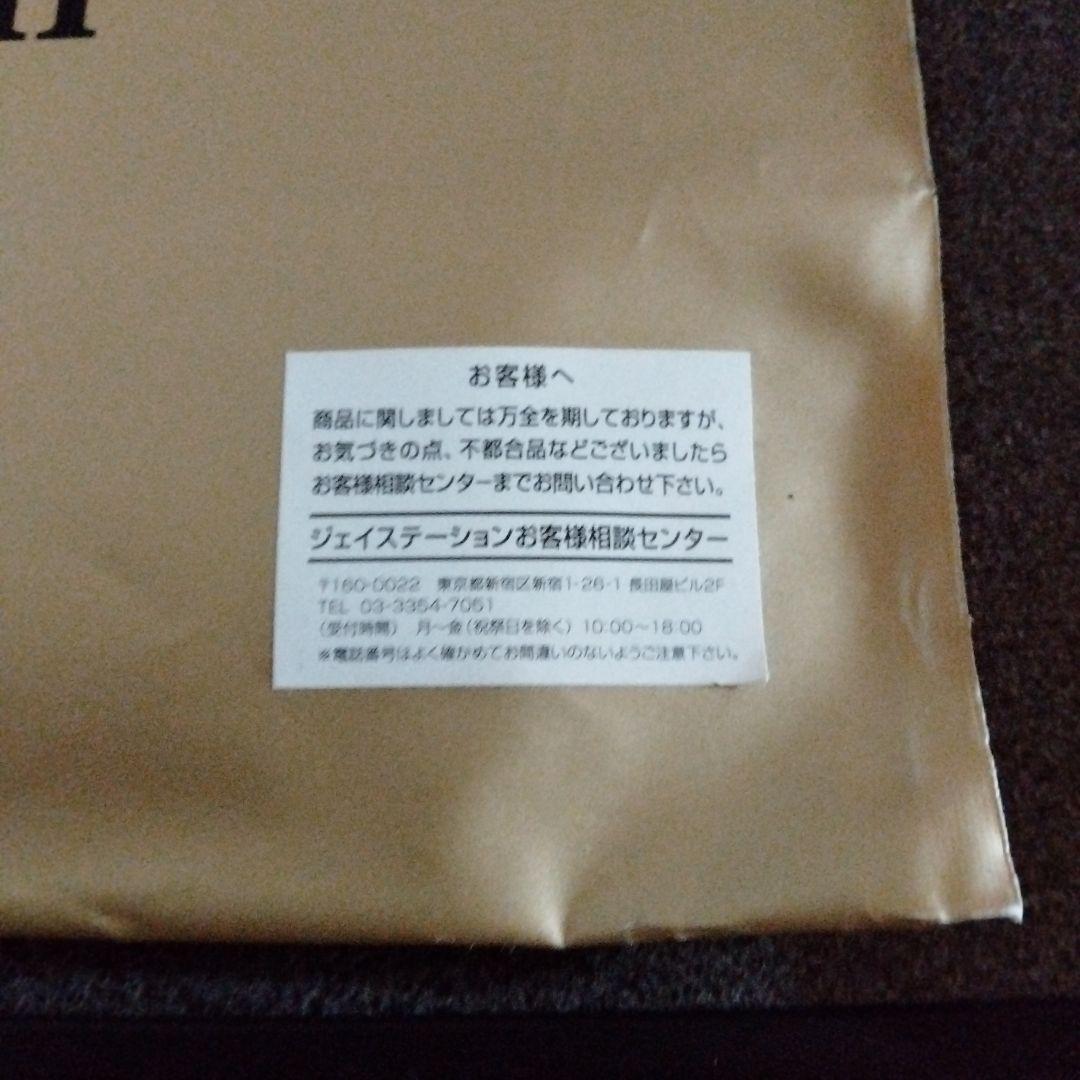 お客様へ
商品に関しましては万全を期しておりますが、
お気づきの点、不都合品などございましたら
お客様相談センターまでお問い合わせ下さい。
ジェイステーションお客様相談センター
〒160-0022 東京都新宿区新宿1-26-1 長田屋ビル2F
TEL 03-3354-7051
(受付時間) 月〜金(祝祭日を除く) 10:00〜18:00
※電話番号はよく確かめてお間違いのないようご注意下さい。